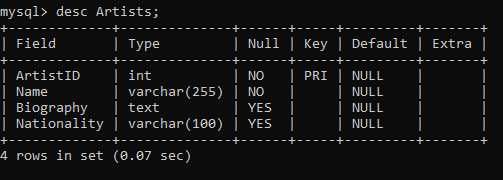 mysql> desc Artists;
+-------------+--------------+------+-----+---------+-------+
| Field       | Type         | Null | Key | Default | Extra |
+-------------+--------------+------+-----+---------+-------+
| ArtistID    | int          | NO   | PRI | NULL    |       |
| Name        | varchar(255) | NO   |     | NULL    |       |
| Biography   | text         | YES  |     | NULL    |       |
| Nationality | varchar(100) | YES  |     | NULL    |       |
+-------------+--------------+------+-----+---------+-------+
4 rows in set (0.07 sec)